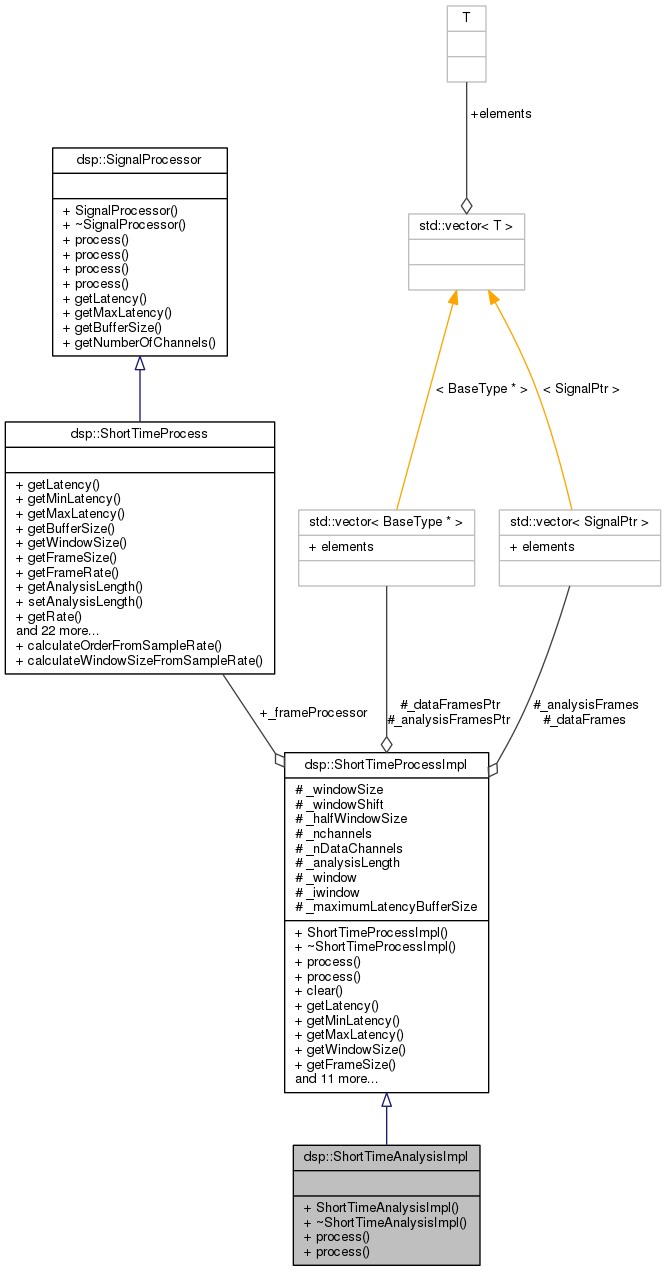 T
+elements
dsp::SignalProcessor
+ SignalProcessor()
+ ~SignalProcessor()
+ process()
+ process()
+ process()
+ process()
+ getLatency()
+ getMaxLatency()
+ getBufferSize()
+ getNumberOfChannels()
std::vector< T >
< BaseType * >
< SignalPtr >
dsp::ShortTimeProcess
+ getLatency()
+ getMinLatency()
+ getMaxLatency()
+ getBufferSize()
+ getWindowSize()
+ getFrameSize()
+ getFrameRate()
+ getAnalysisLength()
+ setAnalysisLength()
+ getRate()
and 22 more...
+ calculateOrderFromSampleRate()
+ calculateWindowSizeFromSampleRate()
std::vector< BaseType * >
+ elements
std::vector< SignalPtr >
+ elements
+_frameProcessor
#_dataFramesPtr
#_analysisFramesPtr
#_analysisFrames
#_dataFrames
dsp::ShortTimeProcessImpl
# _windowSize
# _windowShift
# _halfWindowSize
# _nchannels
# _nDataChannels
# _analysisLength
# _window
# _iwindow
# _maximumLatencyBufferSize
+ ShortTimeProcessImpl()
+ ~ShortTimeProcessImpl()
+ process()
+ process()
+ clear()
+ getLatency()
+ getMinLatency()
+ getMaxLatency()
+ getWindowSize()
+ getFrameSize()
and 11 more...
dsp::ShortTimeAnalysisImpl
+ ShortTimeAnalysisImpl()
+ ~ShortTimeAnalysisImpl()
+ process()
+ process()